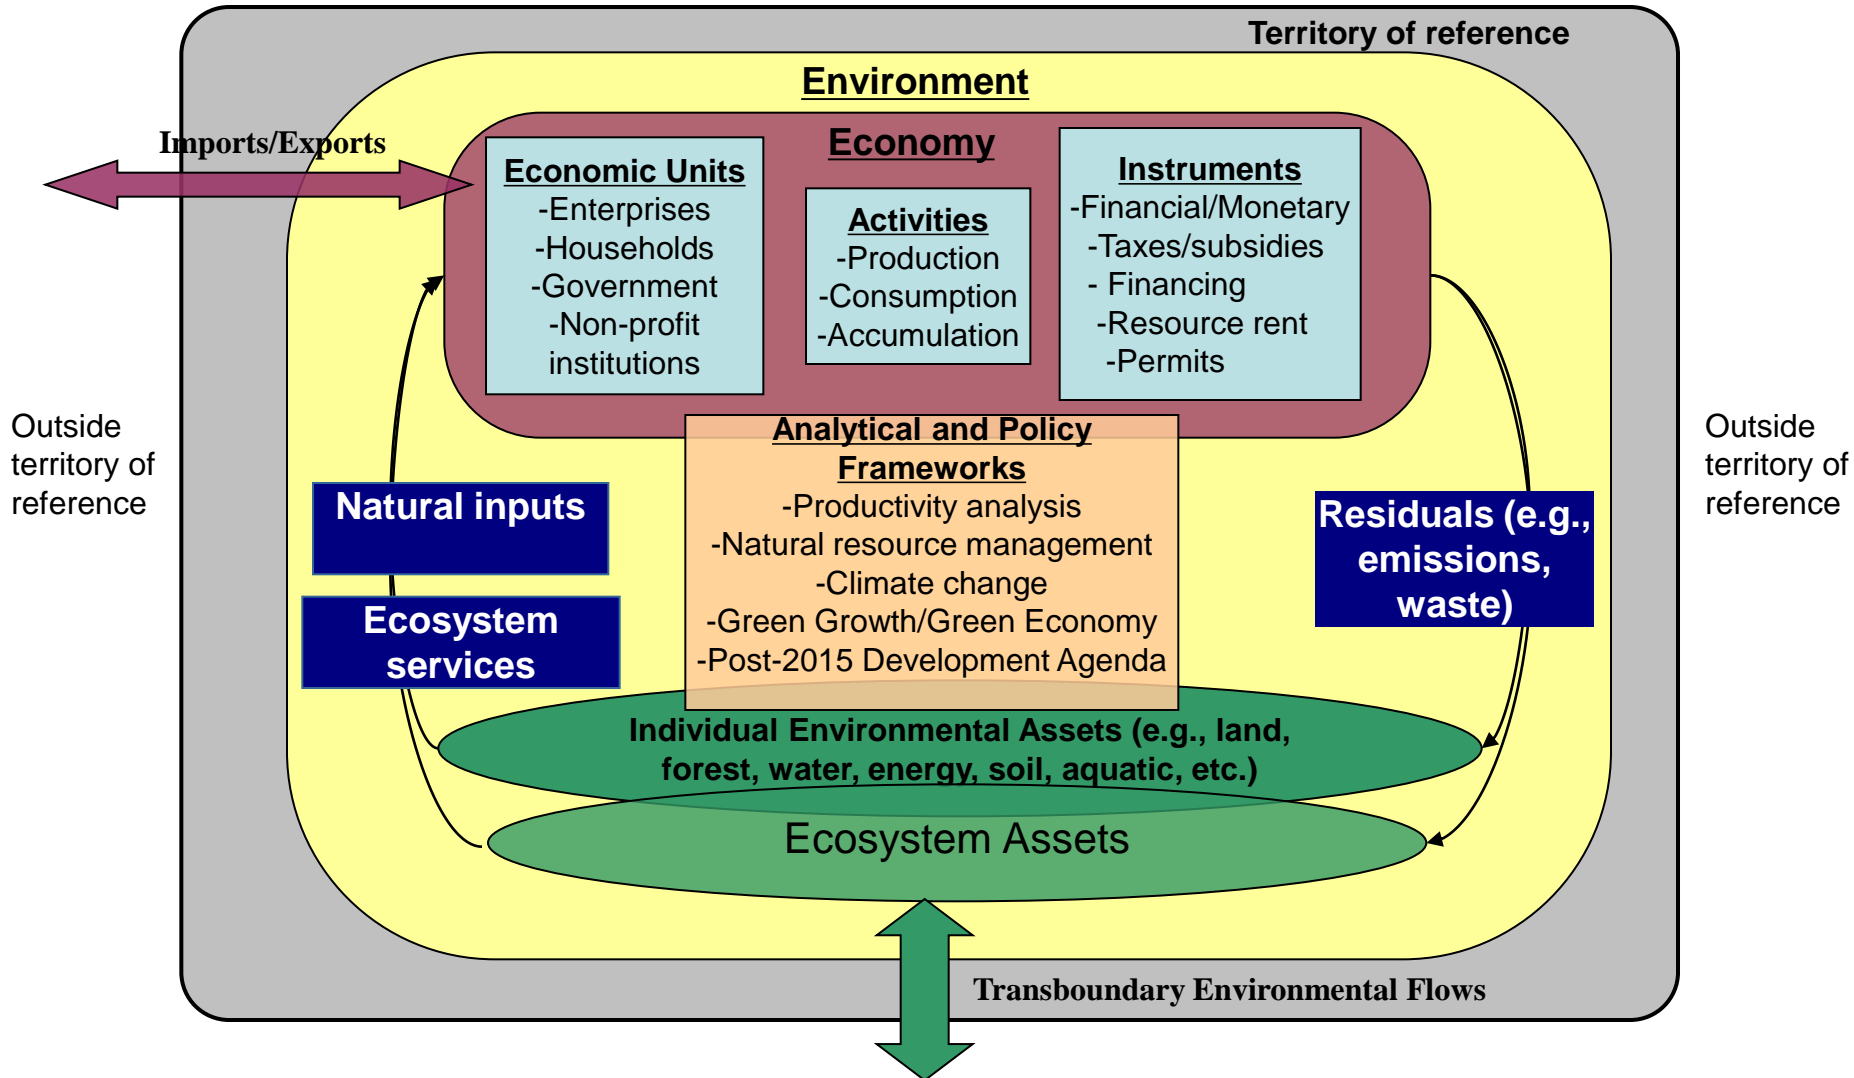 Territory of reference
Environment
Imports/Exports
Economy
Economic Units
-Enterprises
-Households
-Government
-Non-profit
institutions
Activities
-Production
-Consumption
-Accumulation
Instruments
-Financial/Monetary
-Taxes/subsidies
- Financing
-Resource rent
-Permits
Outside
territory of
reference
Analytical and Policy
Frameworks
-Productivity analysis
-Natural resource management
-Climate change
-Green Growth/Green Economy
-Post-2015 Development Agenda
Natural inputs
Ecosystem
services
Residuals (e.g.,
emissions,
waste)
Outside
territory of
reference
Individual Environmental Assets (e.g., land,
forest, water, energy, soil, aquatic, etc.)
Ecosystem Assets
Transboundary Environmental Flows